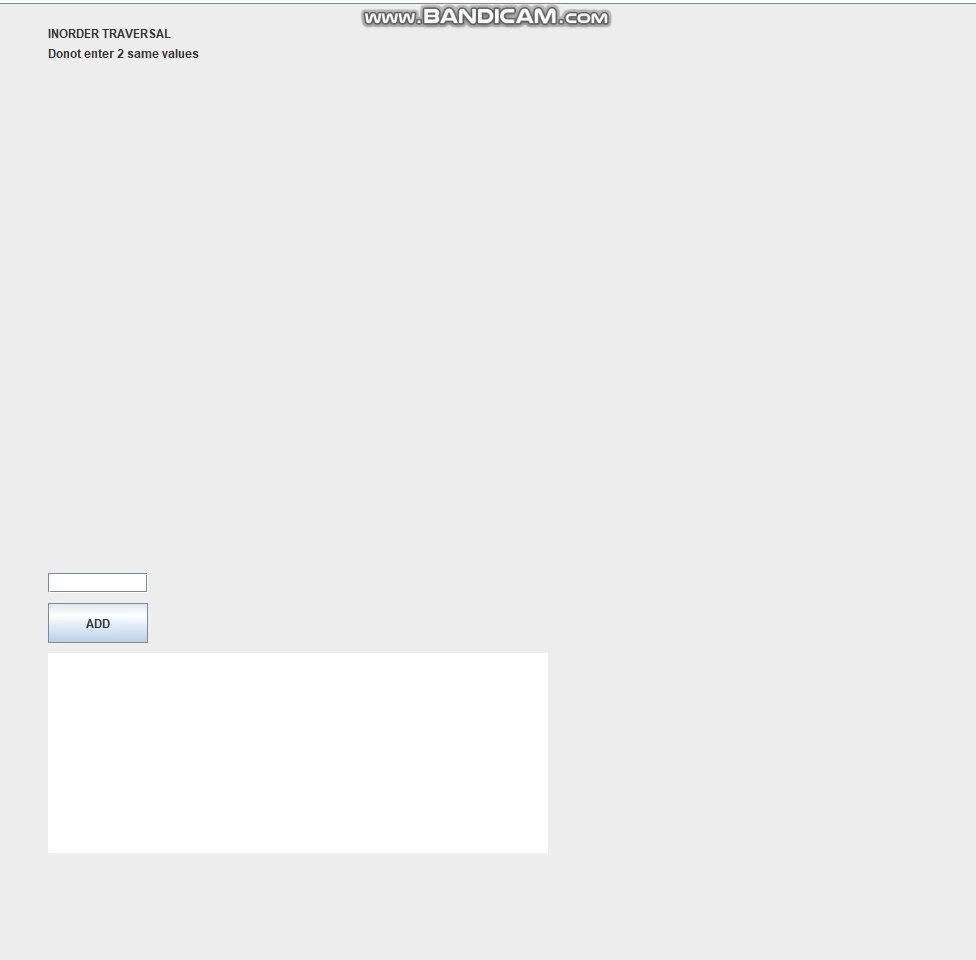 www.BANDICAM.com
INORDER TRAVERSAL
Donot enter 2 same values
ADD